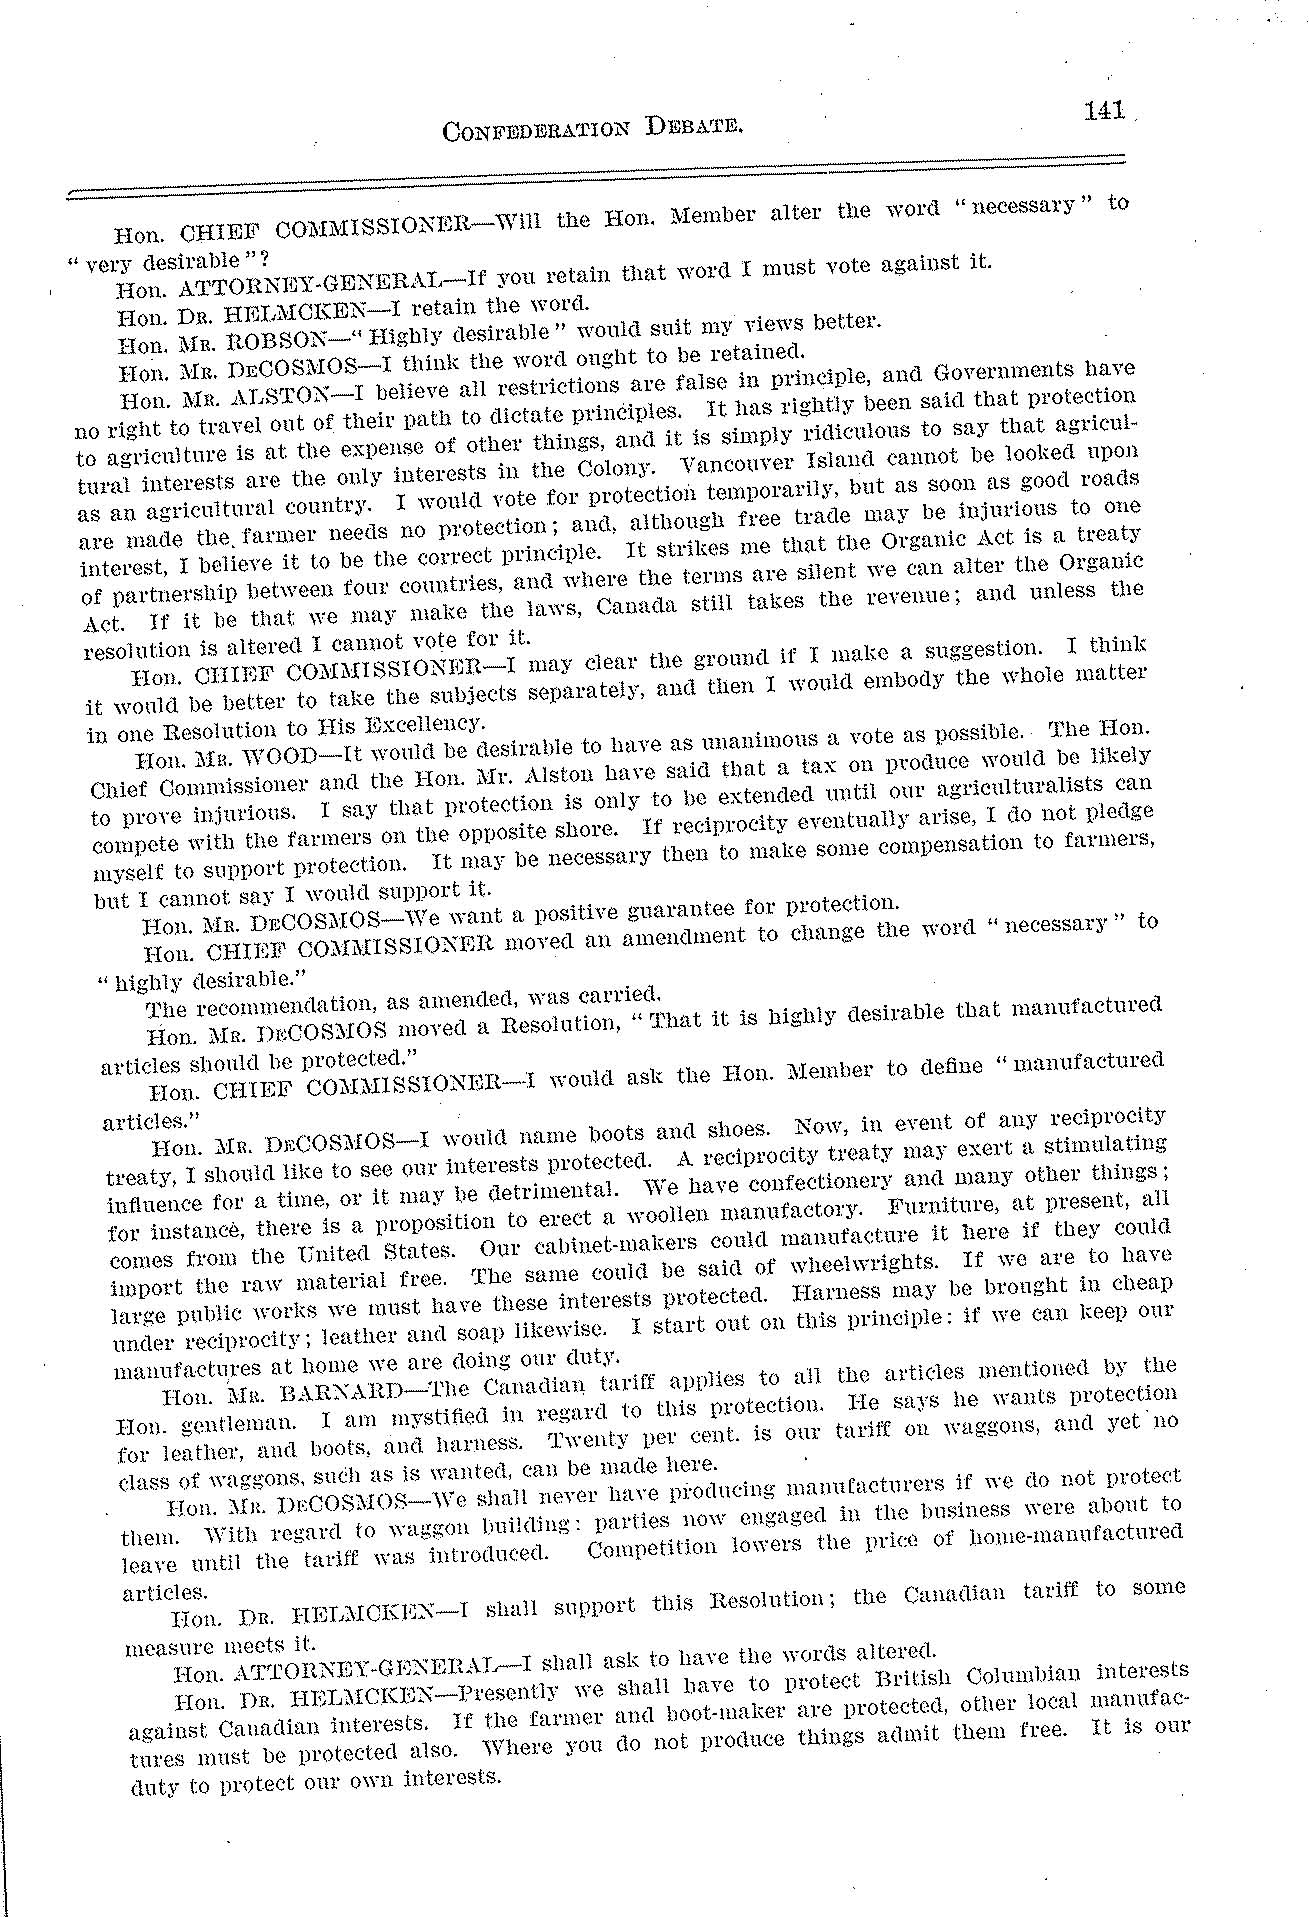 CONFEDERATION DEBATE. 141
Hon. CHIEF COMMISSIONER—Will the Hon. Member alter the word “necessary” to
“very desirable”?
Hon. ATTORNEY-GENERAL—If you retain that word I must vote against it.
Hon. DR. HELMCKEN—I retain the word.
Hon. MR. ROBSON—“Highly desirable” would suit my views better.
Hon. MR. DECOSMOS—I think the word ought to be retained.
Hon. MR. ALSTON—I believe all restrictions are false in principle, and Governments have
no right to travel out of their path to dictate principles. It has rightly been said that protection
to agriculture is at the expense of other things, and it is simply ridiculous to say that agricul-
tural interests are the only interests in the Colony. Vancouver Island cannot be looked upon
as an agricultural country. I would vote for protection temporarily, but as soon as good roads
are made the farmer needs no protection; and, although free trade may be injurious to one
interest, I believe it to be the correct principle. It strikes me that the Organic Act is a treaty
of partnership between four countries, and where the terms are silent we can alter the Organic
Act. If it be that we may make the laws, Canada still takes the revenue; and unless the
resolution is altered I cannot vote for it.
Hon. CHIEF COMMISSIONER—I may clear the ground if I make a suggestion. I think
it would be better to take the subjects separately, and then I would embody the whole matter
in one Resolution to His Excellency.
Hon. MR. WOOD—It would be desirable to have as unanimous a vote as possible. The Hon.
Chief Commissioner and the Hon. Mr. Alston have said that a tax on produce would be likely
to prove injurious. I say that protection is only to be extended until our agriculturalists can
compete with the farmers on the opposite shore. If reciprocity eventually arise, I do not pledge
myself to support protection. It may be necessary then to make some compensation to farmers,
but I cannot say I would support it.
Hon. MR. DECOSMOS—We want a positive guarantee for protection.
Hon. CHIEF COMMISSIONER moved an amendment to change the word “necessary” to
“highly desirable.”
The recommendation, as amended, was carried.
Hon. MR. DECOSMOS moved a Resolution, “That it is highly desirable that manufactured
articles should be protected.”
Hon. CHIEF COMMISSIONER—I would ask the Hon. Member to define “manufactured
articles.”
Hon. MR. DECOSMOS—I would name boots and shoes. Now, in event of any reciprocity
treaty, I should like to see our interests protected. A reciprocity treaty may exert a stimulating
influence for a time, or it may be detrimental. We have confectionery and many other things;
for instance, there is a proposition to erect a woollen manufactory. Furniture, at present, all
comes from the United States. Our cabinet-makers could manufacture it here if they could
import the raw material free. The same could be said of wheelwrights. If we are to have
large public works we must have these interests protected. Harness may be brought in cheap
under reciprocity; leather and soap likewise. I start out on this principle: if we can keep our
manufactures at home we are doing our duty.
Hon. MR. BARNARD—The Canadian tariff applies to all the articles mentioned by the
Hon. gentleman. I am mystified in regard to this protection. He says he wants protection
for leather, and boots, and harness. Twenty per cent. is our tariff on waggons, and yet no
class of waggons, such as is wanted, can be made here.
Hon. MR. DECOSMOS—We shall never have producing manufacturers if we do not protect
them. With regard to waggon building: parties now engaged in the business were about to
leave until the tariff was introduced. Competition lowers the price of home-manufactured
articles.
Hon. DR. HELMCKEN—I shall support this Resolution; the Canadian tariff to some
measure meets it.
Hon. ATTORNEY-GENERAL—I shall ask to have the words altered.
Hon. DR. HELMCKEN—Presently we shall have to protect British Columbian interests
against Canadian interests. If the farmer and boot-maker are protected, other local manufac-
tures must be protected also. Where you do not produce things admit them free. It is our
duty to protect our own interests.